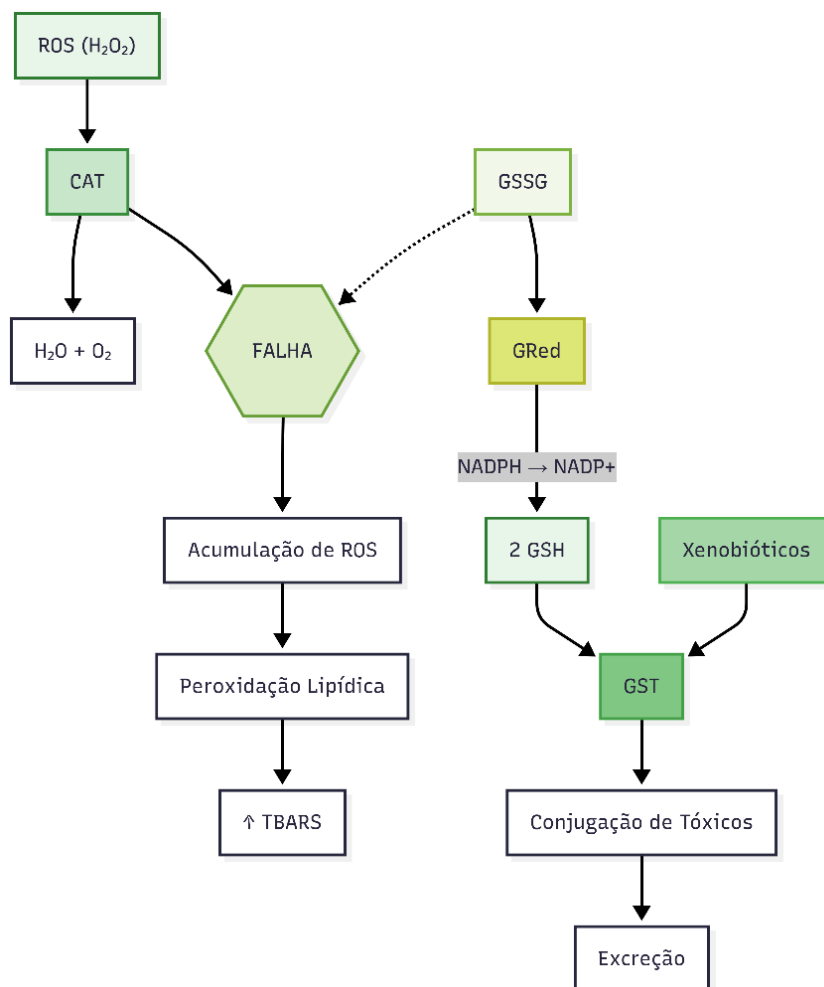 ROS (H₂O₂)
CAT
GSSG
H₂O + O₂
FALHA
GRed
NADPH → NADP+
Acumulação de ROS
2 GSH
Xenobióticos
Peroxidação Lipídica
GST
↑ TBARS
Conjugação de Tóxicos
Excreção